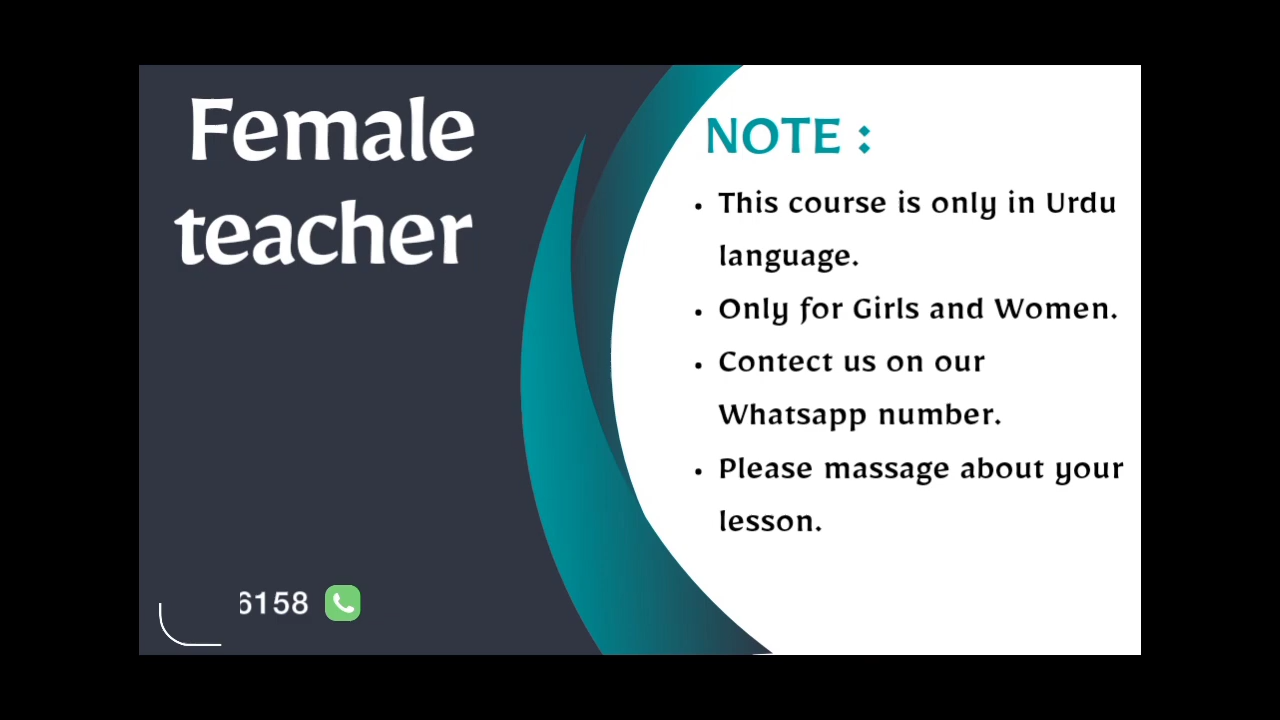 Female
teacher
6158
NOTE :
• This course is only in Urdu
language.
• Only for Girls and Women.
• Contect us on our
Whatsapp number.
• Please massage about your
lesson.